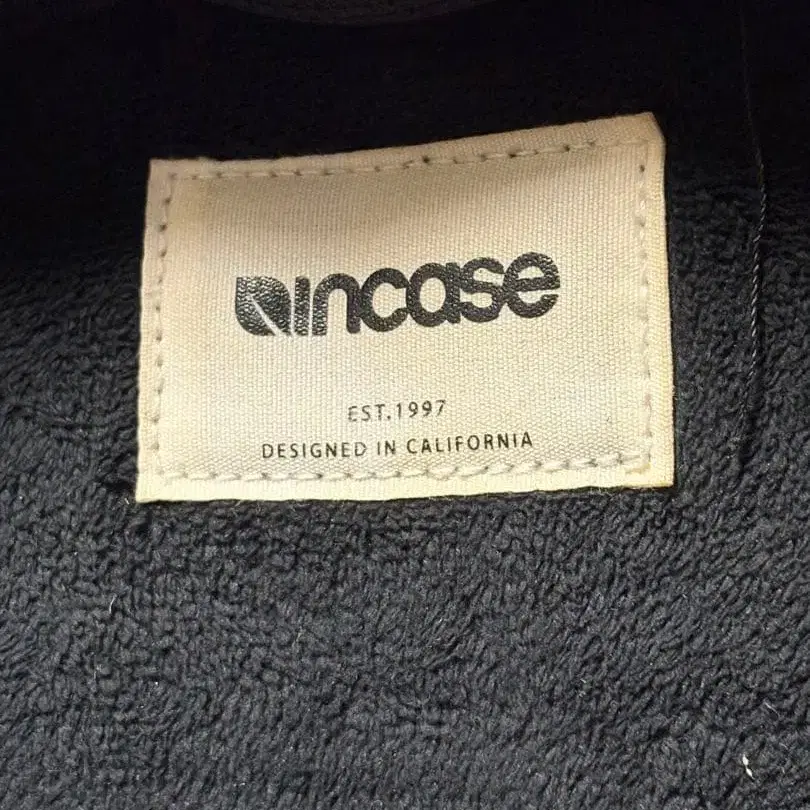 incase
EST.1997
DESIGNED IN CALIFORNIA